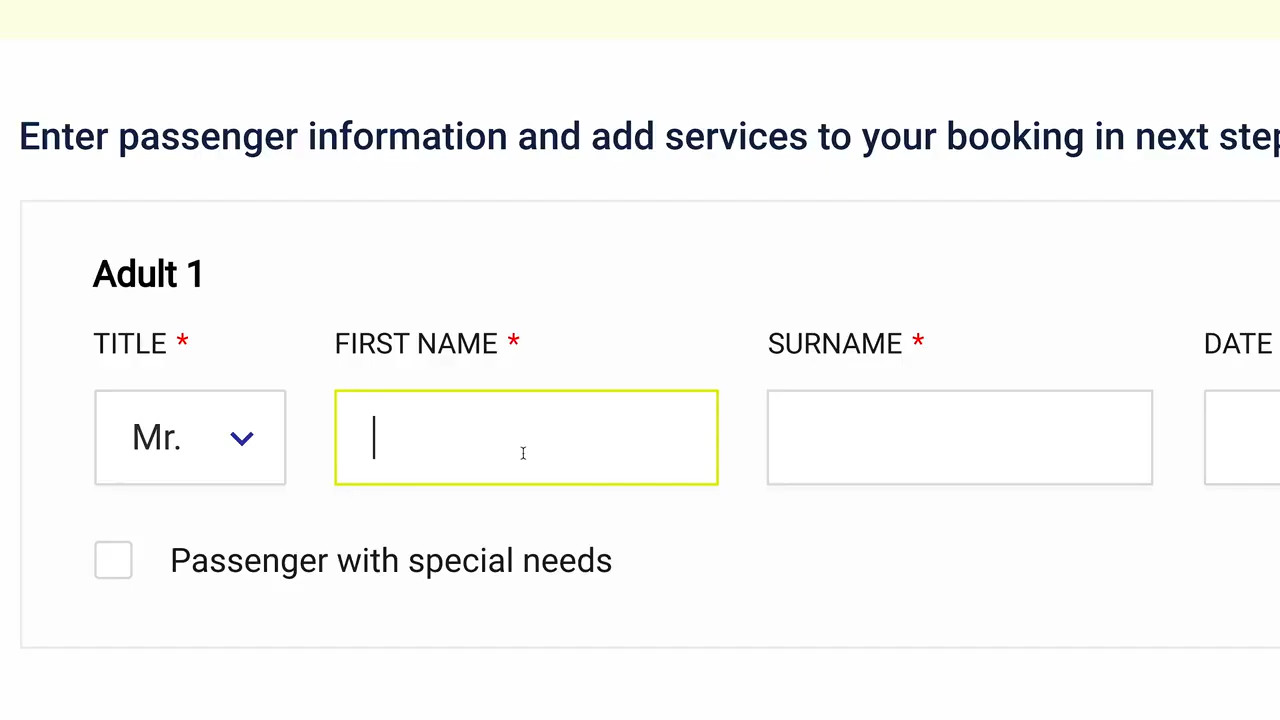 Enter passenger information and add services to your booking in next step
Adult 1
TITLE * FIRST NAME * SURNAME * DATE
Mr.
Passenger with special needs